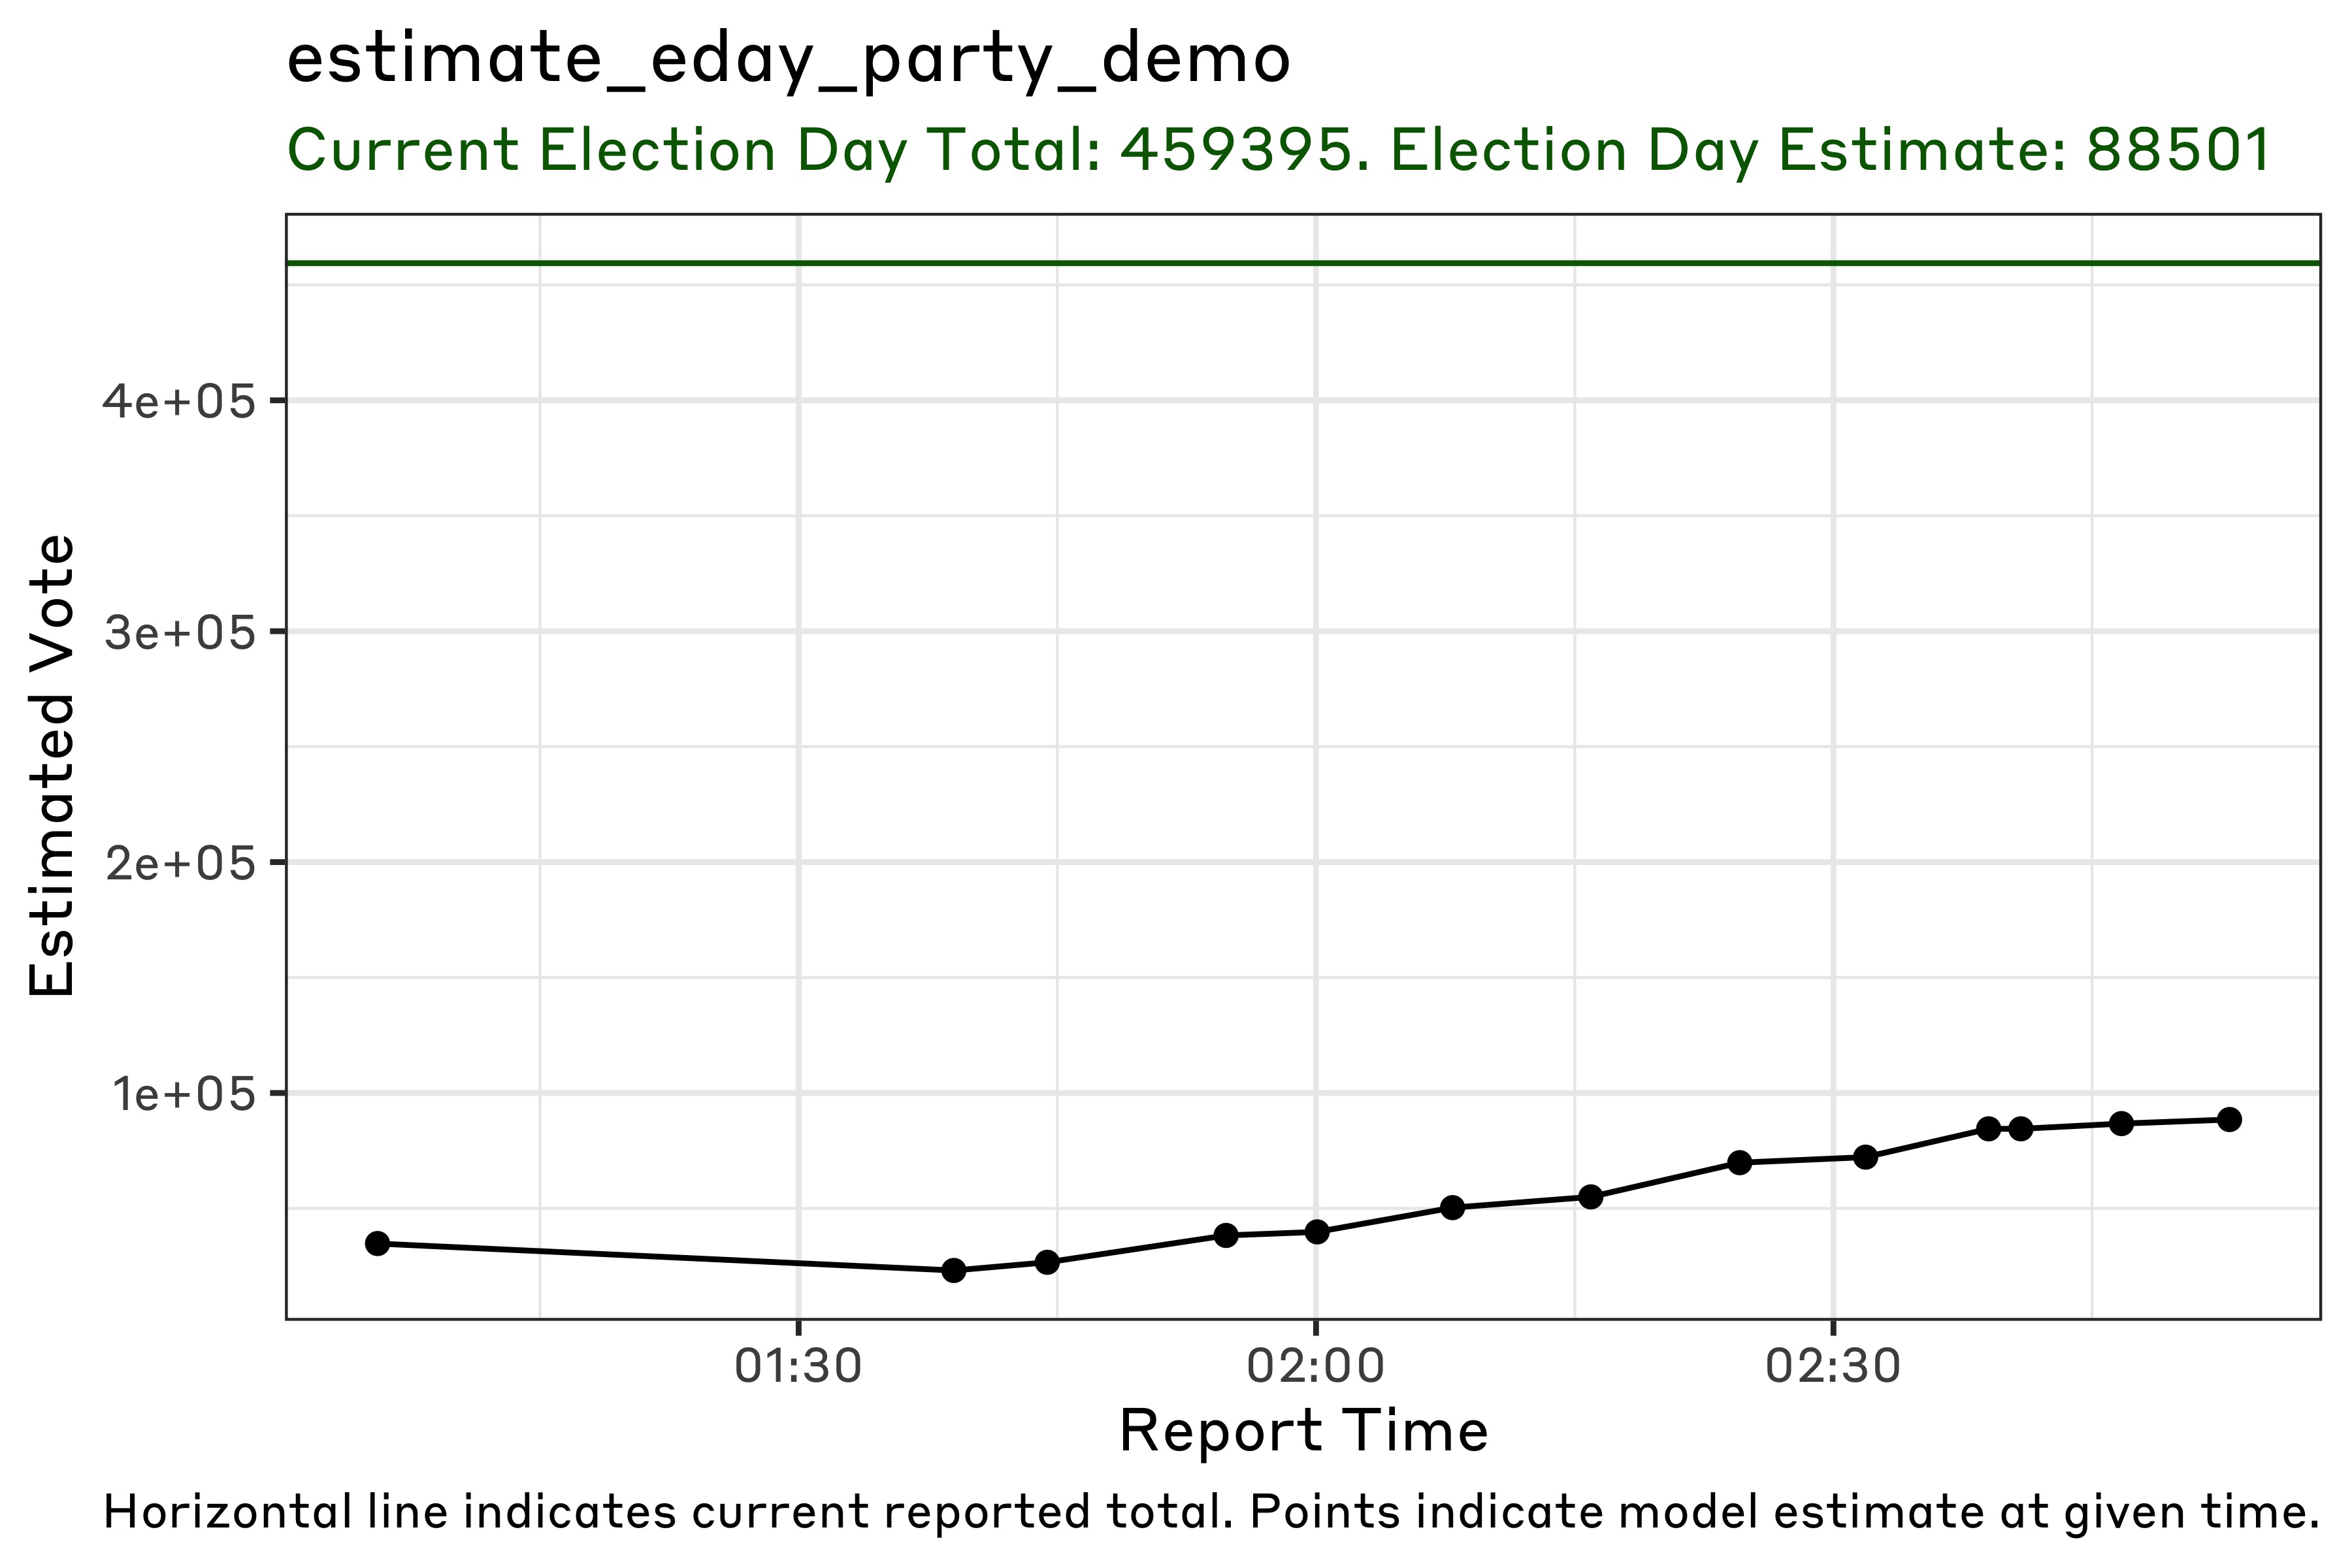 estimate_eday_party_demo
Current Election Day Total: 459395. Election Day Estimate: 88501
4e+05
3e+05
2e+05
1e+05
Estimated Vote
01:30 02:00 02:30
Report Time
Horizontal line indicates current reported total. Points indicate model estimate at given time.